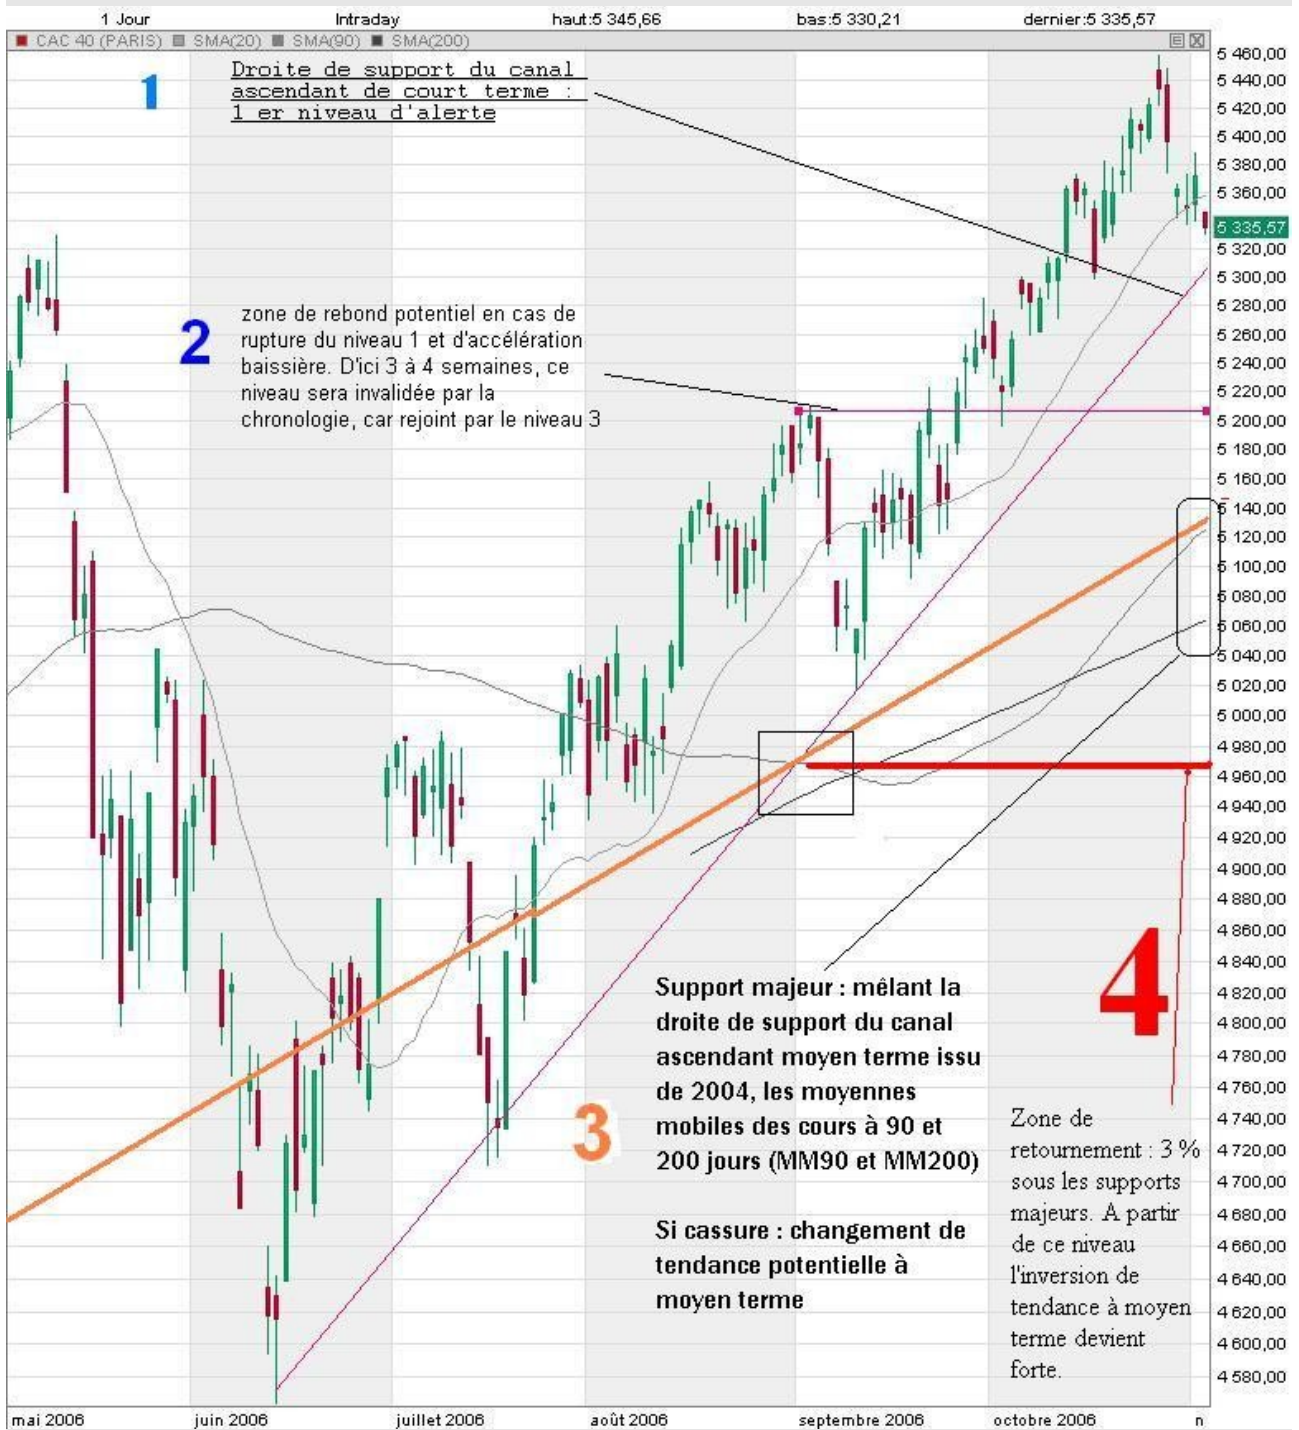 1 Jour Intraday haut:5 345,66 bas:5 330,21 dernier:5 335,57
CAC 40 (PARIS) SMA(20) SMA(90) SMA(200)
1
Droite de support du canal
ascendant de court terme :
1 er niveau d'alerte
2
zone de rebond potentiel en cas de
rupture du niveau 1 et d'accélération
baissière. D'ici 3 à 4 semaines, ce
niveau sera invalidée par la
chronologie, car rejoint par le niveau 3
3
Support majeur : mêlant la
droite de support du canal
ascendant moyen terme issu
de 2004, les moyennes
mobiles des cours à 90 et
200 jours (MM90 et MM200)
Si cassure : changement de
tendance potentielle à
moyen terme
4
Zone de
retournement : 3 %
sous les supports
majeurs. A partir
de ce niveau
l'inversion de
tendance à moyen
terme devient
forte.
5 460,00
5 440,00
5 420,00
5 400,00
5 380,00
5 360,00
5 335,57
5 320,00
5 300,00
5 280,00
5 260,00
5 240,00
5 220,00
5 200,00
5 180,00
5 160,00
5 140,00
5 120,00
5 100,00
5 080,00
5 060,00
5 040,00
5 020,00
5 000,00
4 980,00
4 960,00
4 940,00
4 920,00
4 900,00
4 880,00
4 860,00
4 840,00
4 820,00
4 800,00
4 780,00
4 760,00
4 740,00
4 720,00
4 700,00
4 680,00
4 660,00
4 640,00
4 620,00
4 600,00
4 580,00
mai 2006 juin 2006 juillet 2006 août 2006 septembre 2006 octobre 2006 n